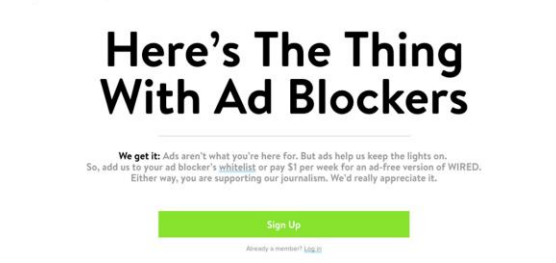 Here’s The Thing
With Ad Blockers
We get it: Ads aren’t what you’re here for. But ads help us keep the lights on.
So, add us to your ad blocker’s whitelist or pay $1 per week for an ad-free version of WIRED.
Either way, you are supporting our journalism. We’d really appreciate it.
Sign Up
Already a member? Log in